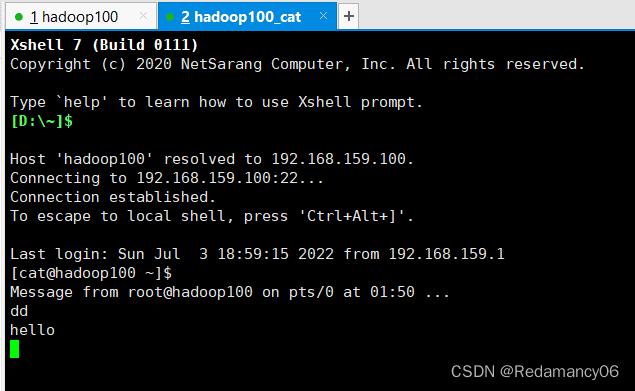 1 hadoop100 × 2 hadoop100_cat × +
Xshell 7 (Build 0111)
Copyright (c) 2020 NetSarang Computer, Inc. All rights reserved.
Type `help' to learn how to use Xshell prompt.
[D:\~]$
Host 'hadoop100' resolved to 192.168.159.100.
Connecting to 192.168.159.100:22...
Connection established.
To escape to local shell, press 'Ctrl+Alt+]'.
Last login: Sun Jul  3 18:59:15 2022 from 192.168.159.1
[cat@hadoop100 ~]$
Message from root@hadoop100 on pts/0 at 01:50 ...
dd
hello
CSDN @Redamancy06